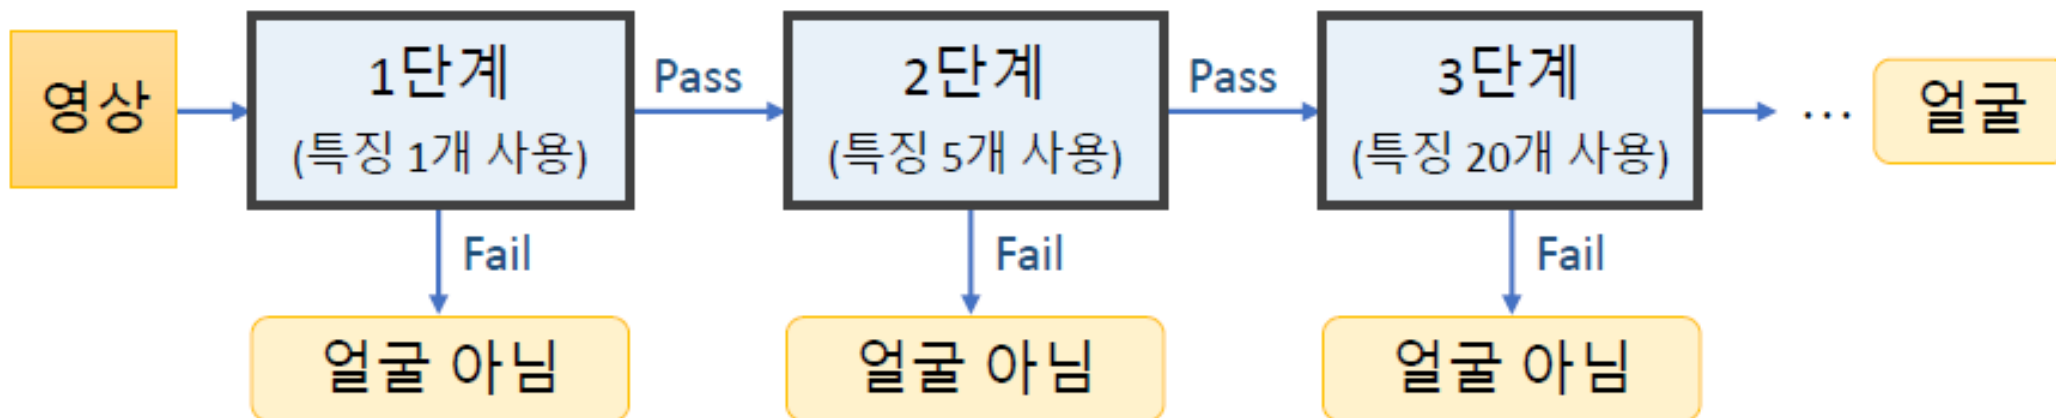 영상
1단계
(특징 1개 사용)
Pass
2단계
(특징 5개 사용)
Pass
3단계
(특징 20개 사용)
...
얼굴
Fail
Fail
Fail
얼굴 아님
얼굴 아님
얼굴 아님